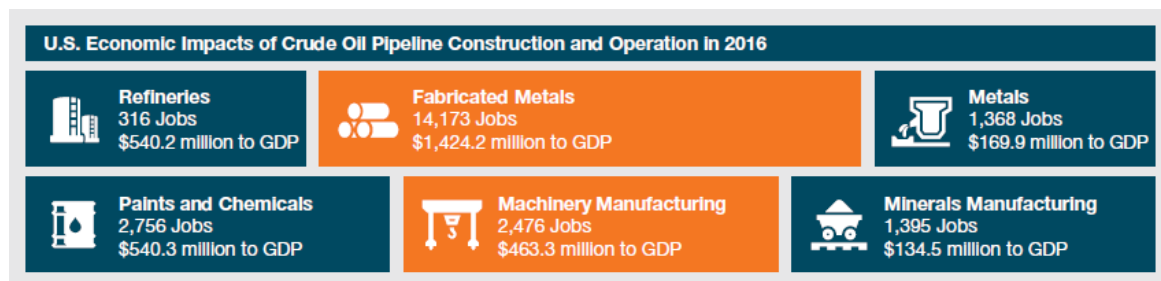 U.S. Economic Impacts of Crude Oil Pipeline Construction and Operation in 2016
Refineries
316 Jobs
$540.2 million to GDP
Fabricated Metals
14,173 Jobs
$1,424.2 million to GDP
Metals
1,368 Jobs
$169.9 million to GDP
Paints and Chemicals
2,756 Jobs
$540.3 million to GDP
Machinery Manufacturing
2,476 Jobs
$463.3 million to GDP
Minerals Manufacturing
1,395 Jobs
$134.5 million to GDP